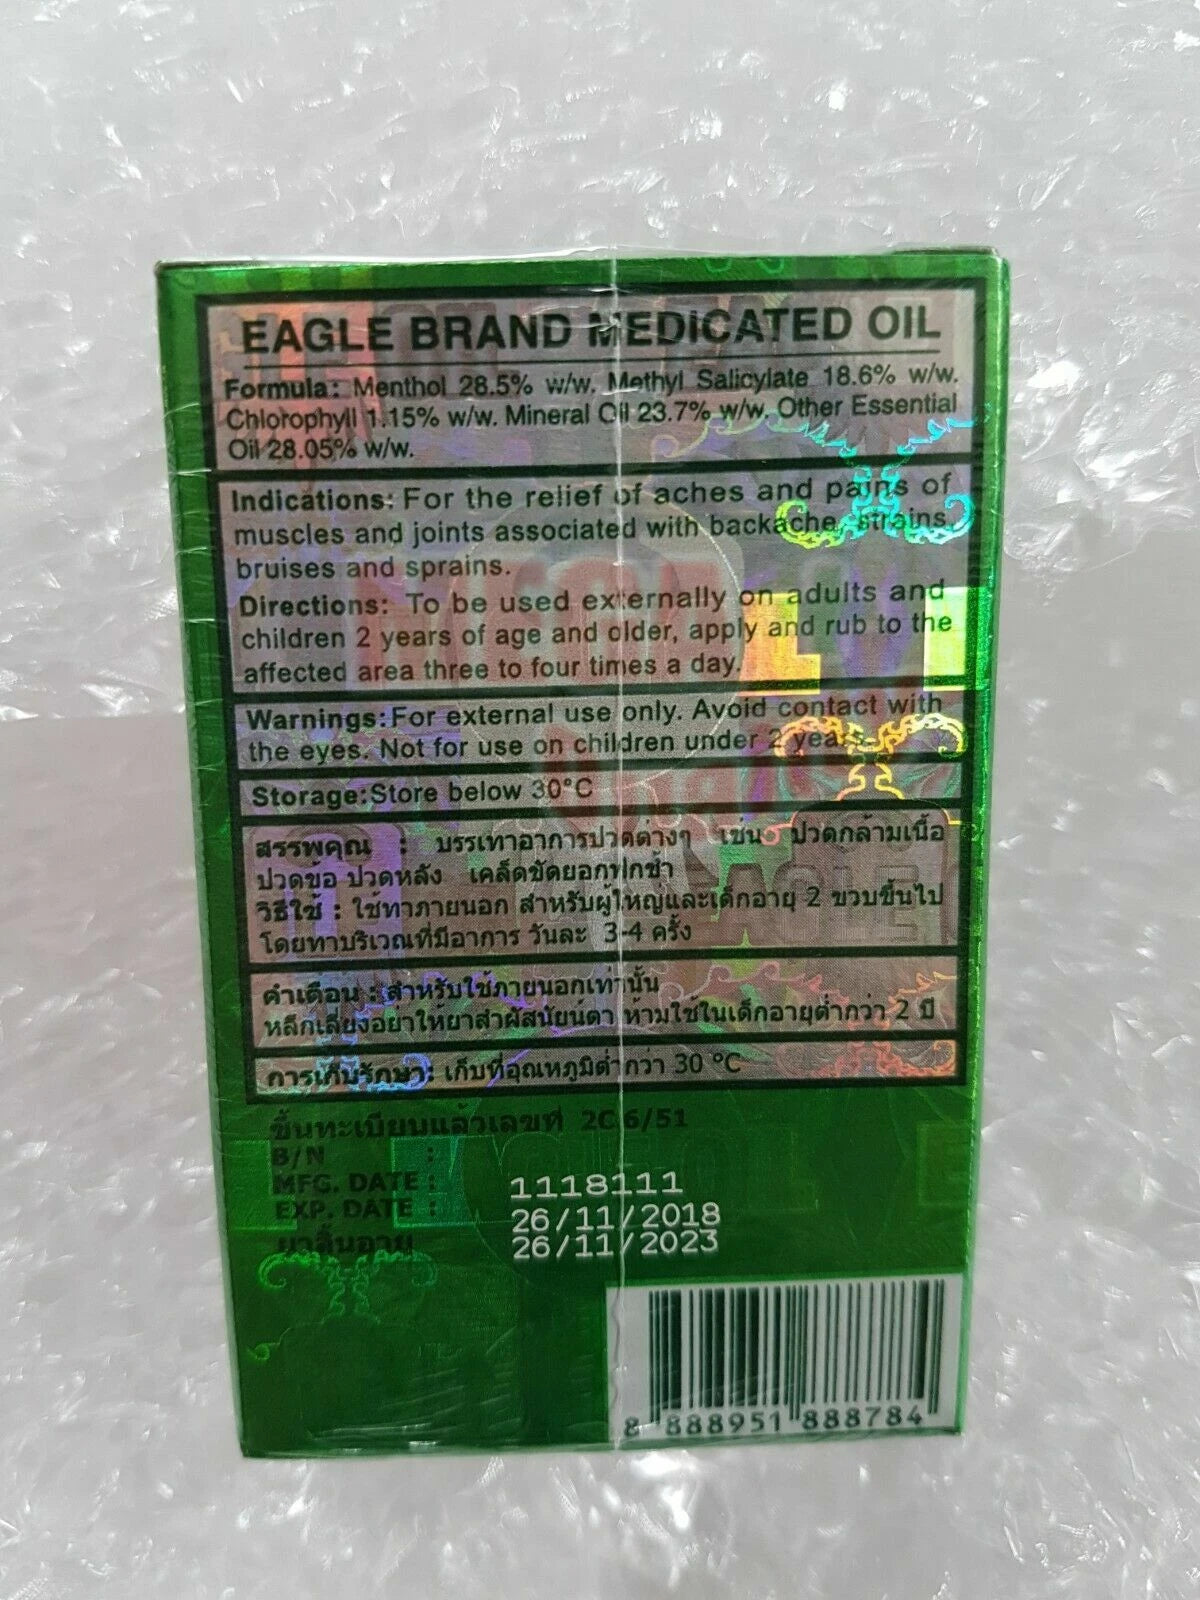 EAGLE BRAND MEDICATED OIL
Formula: Menthol 28.5% w/w. Methyl Salicylate 18.6% w/w.
Chlorophyll 1.15% w/w. Mineral Oil 23.7% w/w. Other Essential
Oil 28.05% w/w.
Indications: For the relief of aches and pains of
muscles and joints associated with backache, strains,
bruises and sprains.
Directions: To be used externally on adults and
children 2 years of age and older, apply and rub to the
affected area three to four times a day.
Warnings:For external use only. Avoid contact with
the eyes. Not for use on children under 2 years.
Storage:Store below 30°C
สรรพคุณ : บรรเทาอาการปวดต่างๆ เช่น ปวดกล้ามเนื้อ
ปวดข้อ ปวดหลัง เคล็ดขัดยอกฟกช้ำ
วิธีใช้ : ใช้ทาภายนอก สำหรับผู้ใหญ่และเด็กอายุ 2 ขวบขึ้นไป
โดยทาบริเวณที่มีอาการ วันละ 3-4 ครั้ง
คำเตือน : สำหรับใช้ภายนอกเท่านั้น
หลีกเลี่ยงอย่าให้ยาสัมผัสนัยน์ตา ห้ามใช้ในเด็กอายุต่ำกว่า 2 ปี
การเก็บรักษา: เก็บที่อุณหภูมิต่ำกว่า 30 °C
ขึ้นทะเบียนแล้วเลขที่ 2C 6/51
B/N :
MFG. DATE : 1118111
EXP. DATE : 26/11/2018
ยาสิ้นอายุ 26/11/2023
8 888951 888784